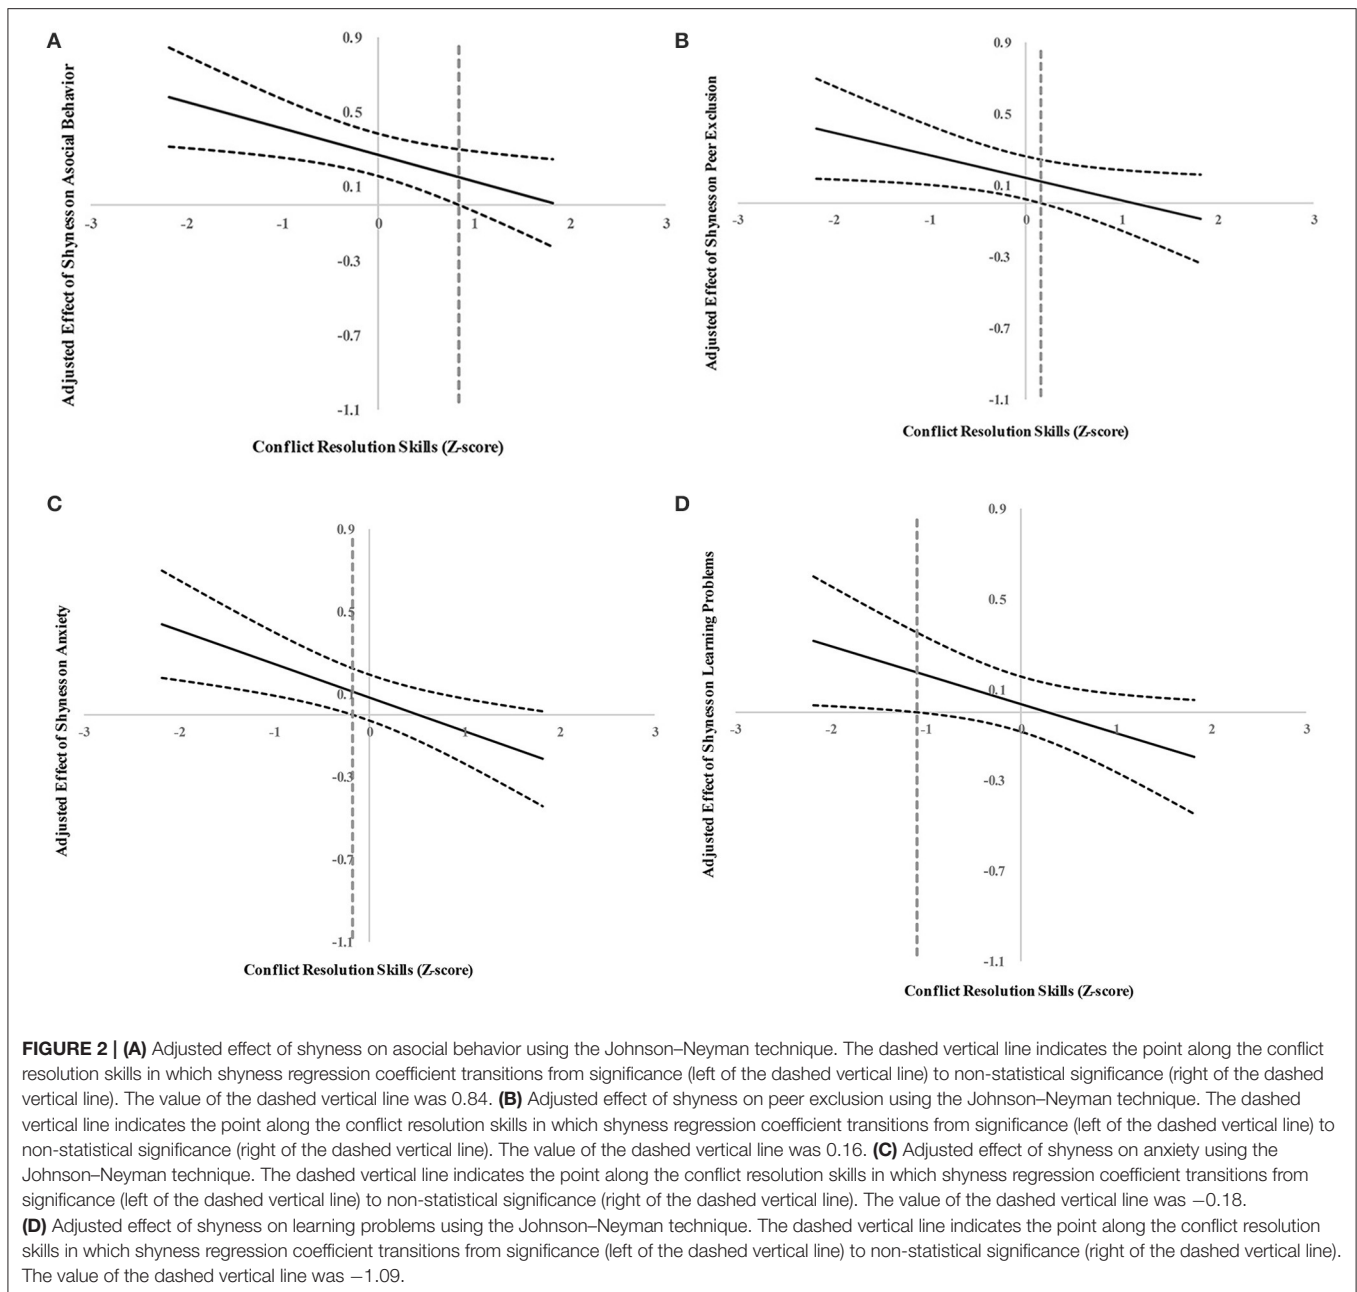 A
Adjusted Effect of Shyness on Asocial Behavior
0.9
0.5
0.1
-3
-2
-1
0
1
2
3
-0.3
-0.7
-1.1
Conflict Resolution Skills (Z-score)
B
Adjusted Effect of Shyness on Peer Exclusion
0.9
0.5
0.1
-3
-2
-1
0
1
2
3
-0.3
-0.7
-1.1
Conflict Resolution Skills (Z-score)
C
Adjusted Effect of Shyness on Anxiety
0.9
0.5
0.1
-3
-2
-1
0
1
2
3
-0.3
-0.7
-1.1
Conflict Resolution Skills (Z-score)
D
Adjusted Effect of Shyness on Learning Problems
0.9
0.5
0.1
-3
-2
-1
0
1
2
3
-0.3
-0.7
-1.1
Conflict Resolution Skills (Z-score)
FIGURE 2 | (A) Adjusted effect of shyness on asocial behavior using the Johnson–Neyman technique. The dashed vertical line indicates the point along the conflict
resolution skills in which shyness regression coefficient transitions from significance (left of the dashed vertical line) to non-statistical significance (right of the dashed
vertical line). The value of the dashed vertical line was 0.84. (B) Adjusted effect of shyness on peer exclusion using the Johnson–Neyman technique. The dashed
vertical line indicates the point along the conflict resolution skills in which shyness regression coefficient transitions from significance (left of the dashed vertical line) to
non-statistical significance (right of the dashed vertical line). The value of the dashed vertical line was 0.16. (C) Adjusted effect of shyness on anxiety using the
Johnson–Neyman technique. The dashed vertical line indicates the point along the conflict resolution skills in which shyness regression coefficient transitions from
significance (left of the dashed vertical line) to non-statistical significance (right of the dashed vertical line). The value of the dashed vertical line was −0.18.
(D) Adjusted effect of shyness on learning problems using the Johnson–Neyman technique. The dashed vertical line indicates the point along the conflict resolution
skills in which shyness regression coefficient transitions from significance (left of the dashed vertical line) to non-statistical significance (right of the dashed vertical line).
The value of the dashed vertical line was −1.09.